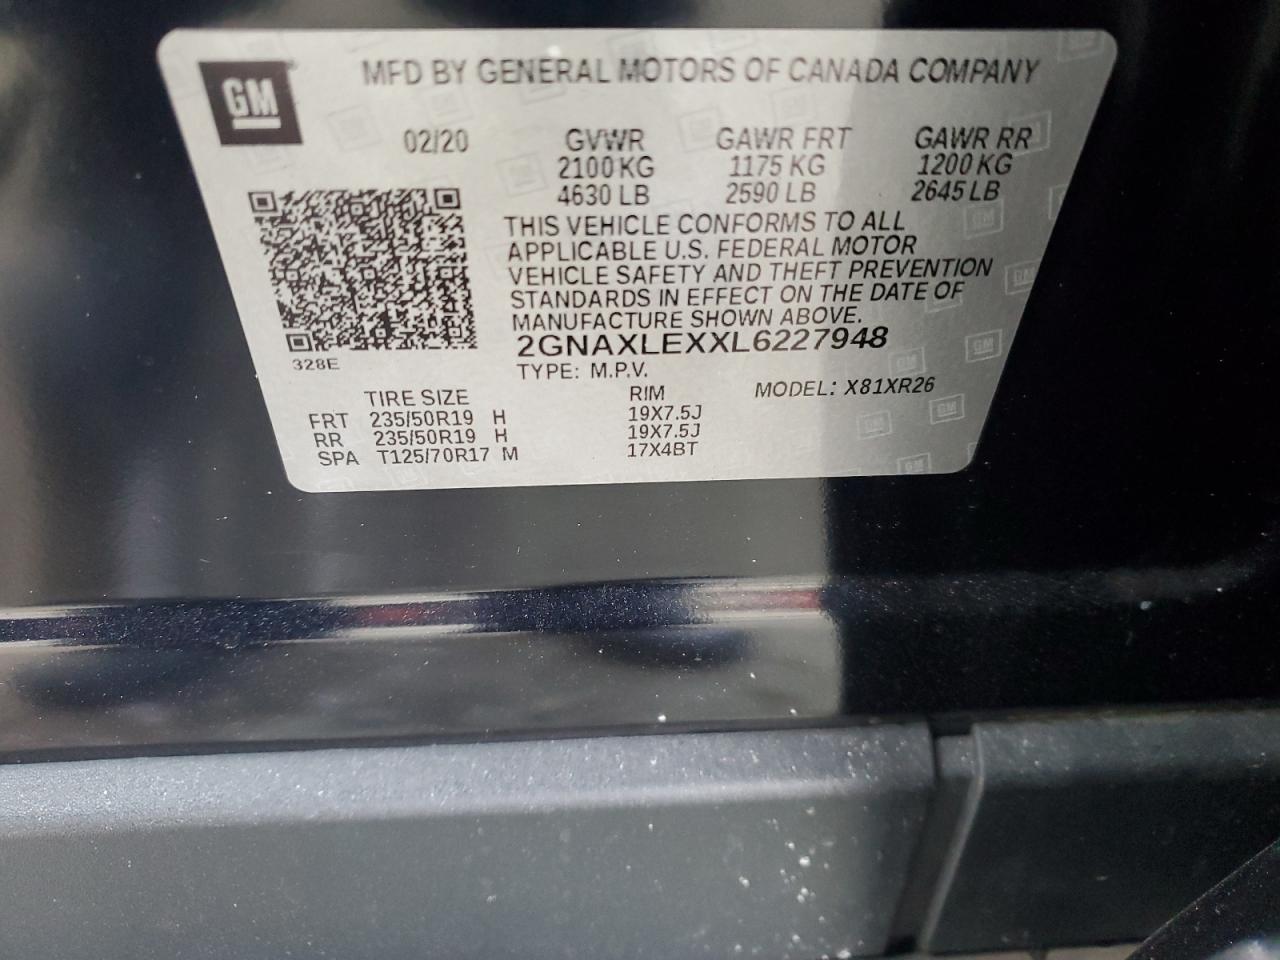 GM
MFD BY GENERAL MOTORS OF CANADA COMPANY
02/20 GVWR GAWR FRT GAWR RR
2100KG 1175 KG 1200 KG
4630 LB 2590 LB 2645 LB
THIS VEHICLE CONFORMS TO ALL
APPLICABLE U.S. FEDERAL MOTOR
VEHICLE SAFETY AND THEFT PREVENTION
STANDARDS IN EFFECT ON THE DATE OF
MANUFACTURE SHOWN ABOVE.
2GNAXLEXXL6227948
328E
TYPE: M.P.V.
TIRE SIZE RIM MODEL: X81XR26
FRT 235/50R19 H 19X7.5J
RR 235/50R19 H 19X7.5J
SPA T125/70R17 M 17X4BT